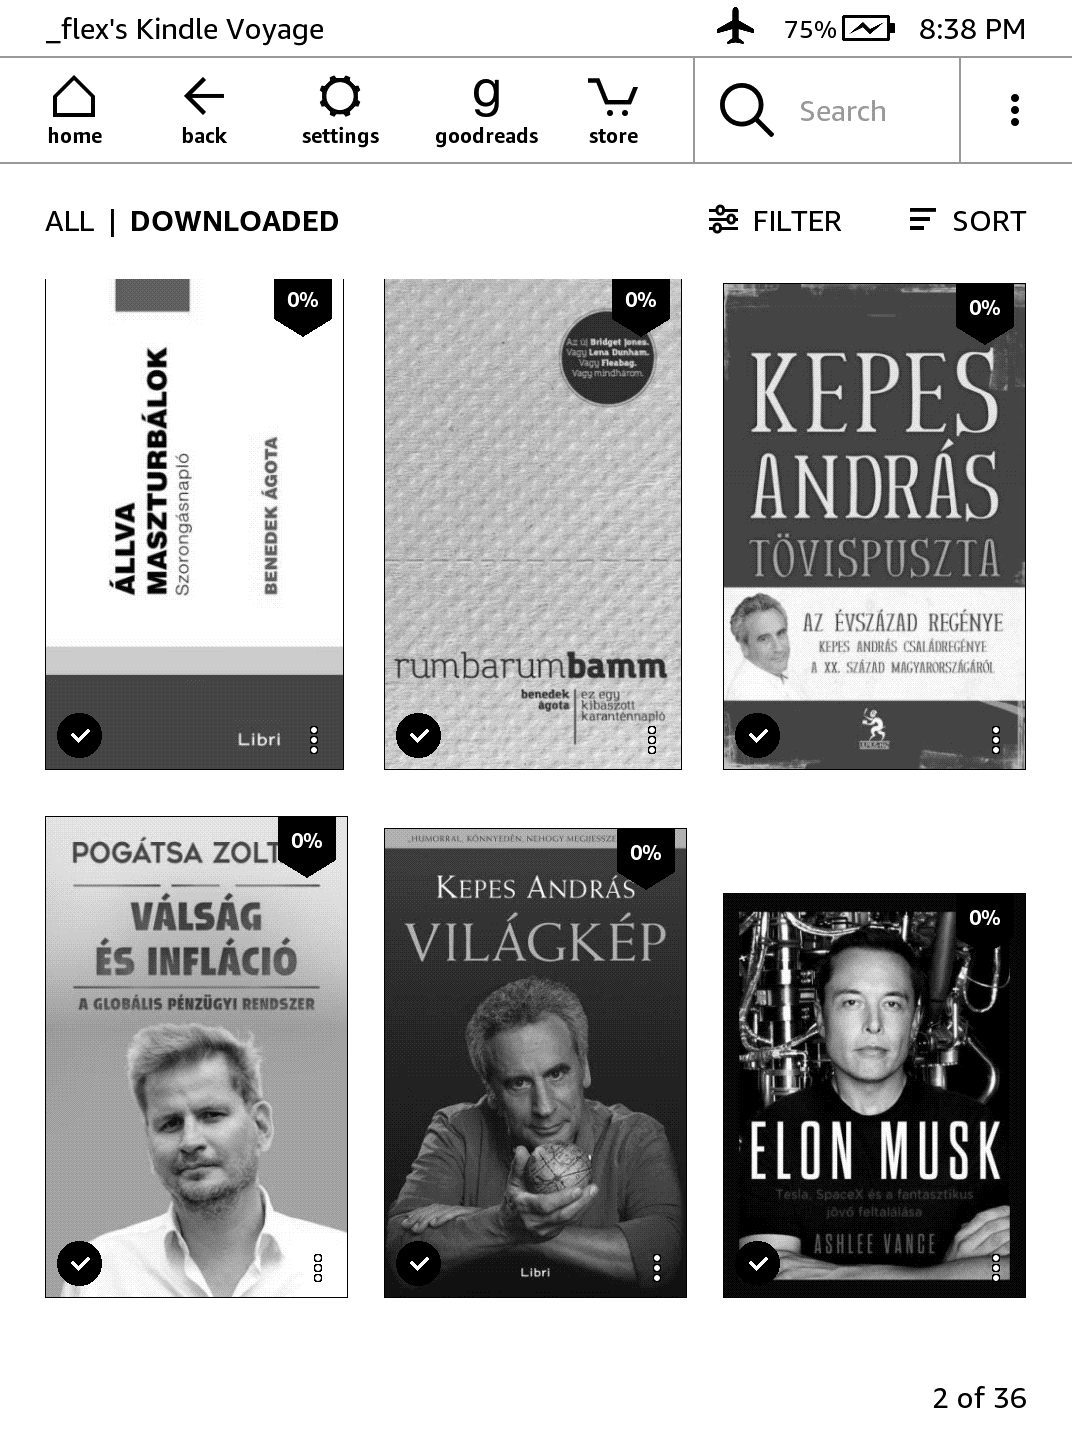 _flex's Kindle Voyage
75%
8:38 PM
home
back
settings
g
goodreads
store
Search
ALL | DOWNLOADED
FILTER
SORT
0%
ÁLLVA
MASZTURBÁLOK
Szorongásnapló
BENEDEK ÁGOTA
Libri
0%
Az új Bridget Jones.
Vagy Lena Dunham.
Vagy Fleabag.
Vagy mindhárom.
rumbarumbamm
benedek
ágota
ez egy
kibaszott
karanténnapló
0%
KEPES
ANDRÁS
TÖVISPUSZTA
AZ ÉVSZÁZAD REGÉNYE
KEPES ANDRÁS CSALÁDREGÉNYE
A XX. SZÁZAD MAGYARORSZÁGÁRÓL
ULPIUS-HÁZ
0%
POGÁTSA ZOLT
VÁLSÁG
ÉS INFLÁCIÓ
A GLOBÁLIS PÉNZÜGYI RENDSZER
0%
„HUMORRAL, KÖNNYEDÉN, NEHOGY MEGIJESSZE
KEPES ANDRÁS
VILÁGKÉP
Libri
0%
ELON MUSK
Tesla, SpaceX és a fantasztikus
jövő feltalálása
ASHLEE VANCE
2 of 36